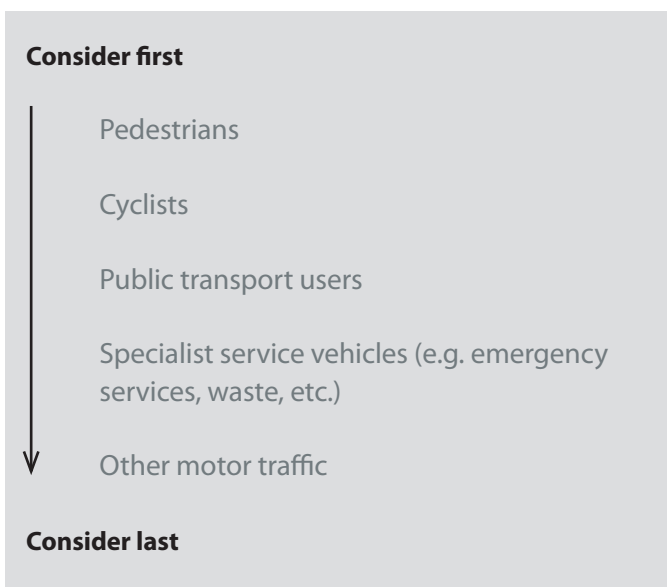 Consider first
Pedestrians
Cyclists
Public transport users
Specialist service vehicles (e.g. emergency
services, waste, etc.)
Other motor traffic
Consider last